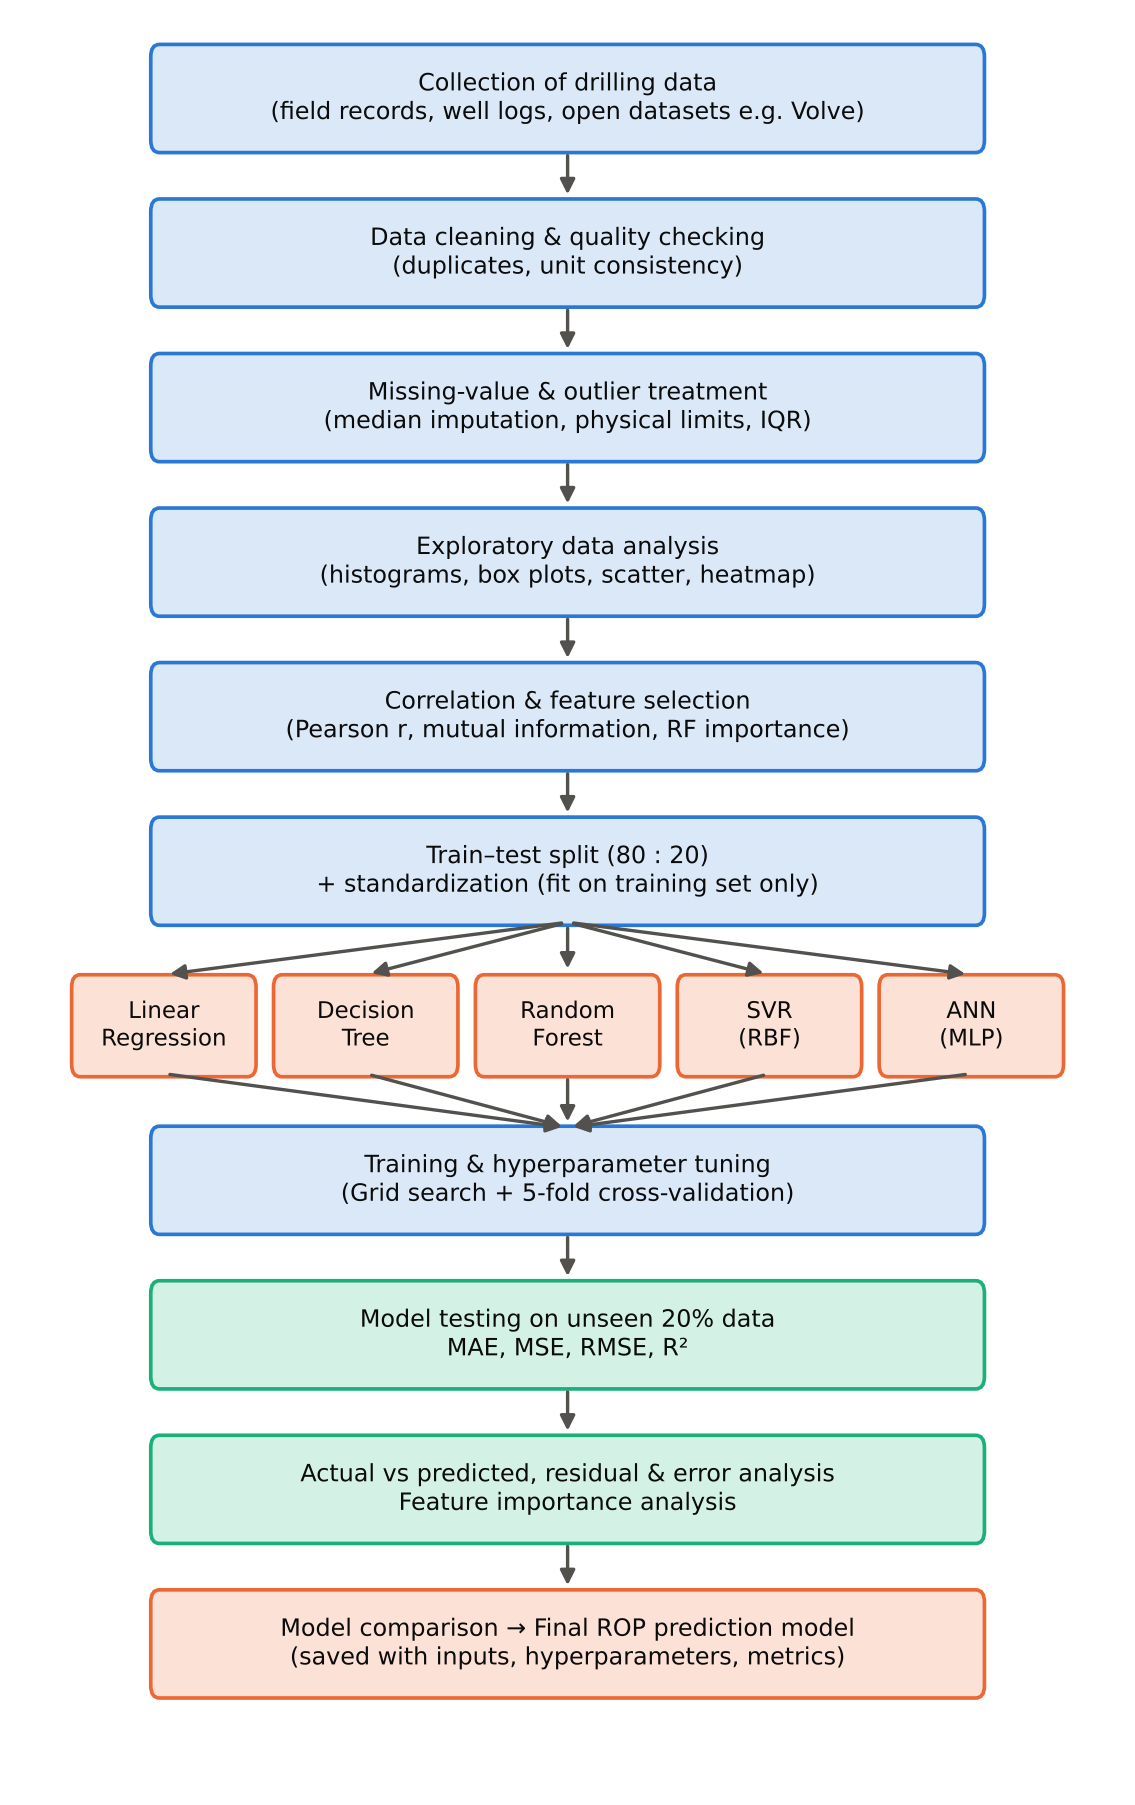 Collection of drilling data
(field records, well logs, open datasets e.g. Volve)
Data cleaning & quality checking
(duplicates, unit consistency)
Missing-value & outlier treatment
(median imputation, physical limits, IQR)
Exploratory data analysis
(histograms, box plots, scatter, heatmap)
Correlation & feature selection
(Pearson r, mutual information, RF importance)
Train–test split (80 : 20)
+ standardization (fit on training set only)
Linear
Regression
Decision
Tree
Random
Forest
SVR
(RBF)
ANN
(MLP)
Training & hyperparameter tuning
(Grid search + 5-fold cross-validation)
Model testing on unseen 20% data
MAE, MSE, RMSE, R²
Actual vs predicted, residual & error analysis
Feature importance analysis
Model comparison → Final ROP prediction model
(saved with inputs, hyperparameters, metrics)